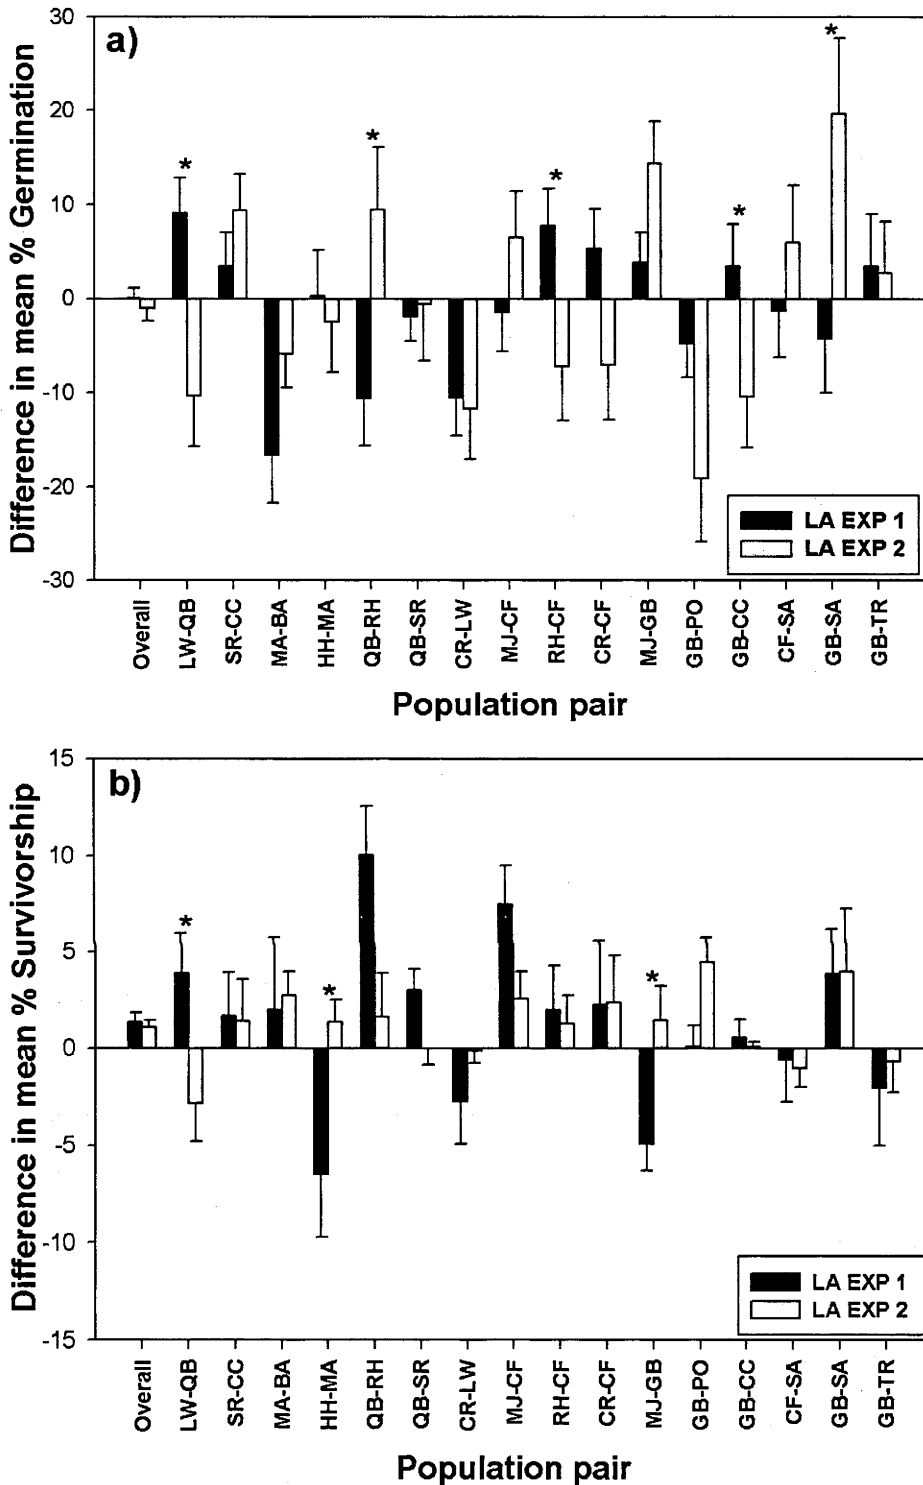 a)
Difference in mean % Germination
30
20
10
0
-10
-20
-30
*
*
*
*
*
LA EXP 1
LA EXP 2
Overall
LW-QB
SR-CC
MA-BA
HH-MA
QB-RH
QB-SR
CR-LW
MJ-CF
RH-CF
CR-CF
MJ-GB
GB-PO
GB-CC
CF-SA
GB-SA
GB-TR
Population pair
b)
Difference in mean % Survivorship
15
10
5
0
-5
-10
-15
*
*
*
LA EXP 1
LA EXP 2
Overall
LW-QB
SR-CC
MA-BA
HH-MA
QB-RH
QB-SR
CR-LW
MJ-CF
RH-CF
CR-CF
MJ-GB
GB-PO
GB-CC
CF-SA
GB-SA
GB-TR
Population pair